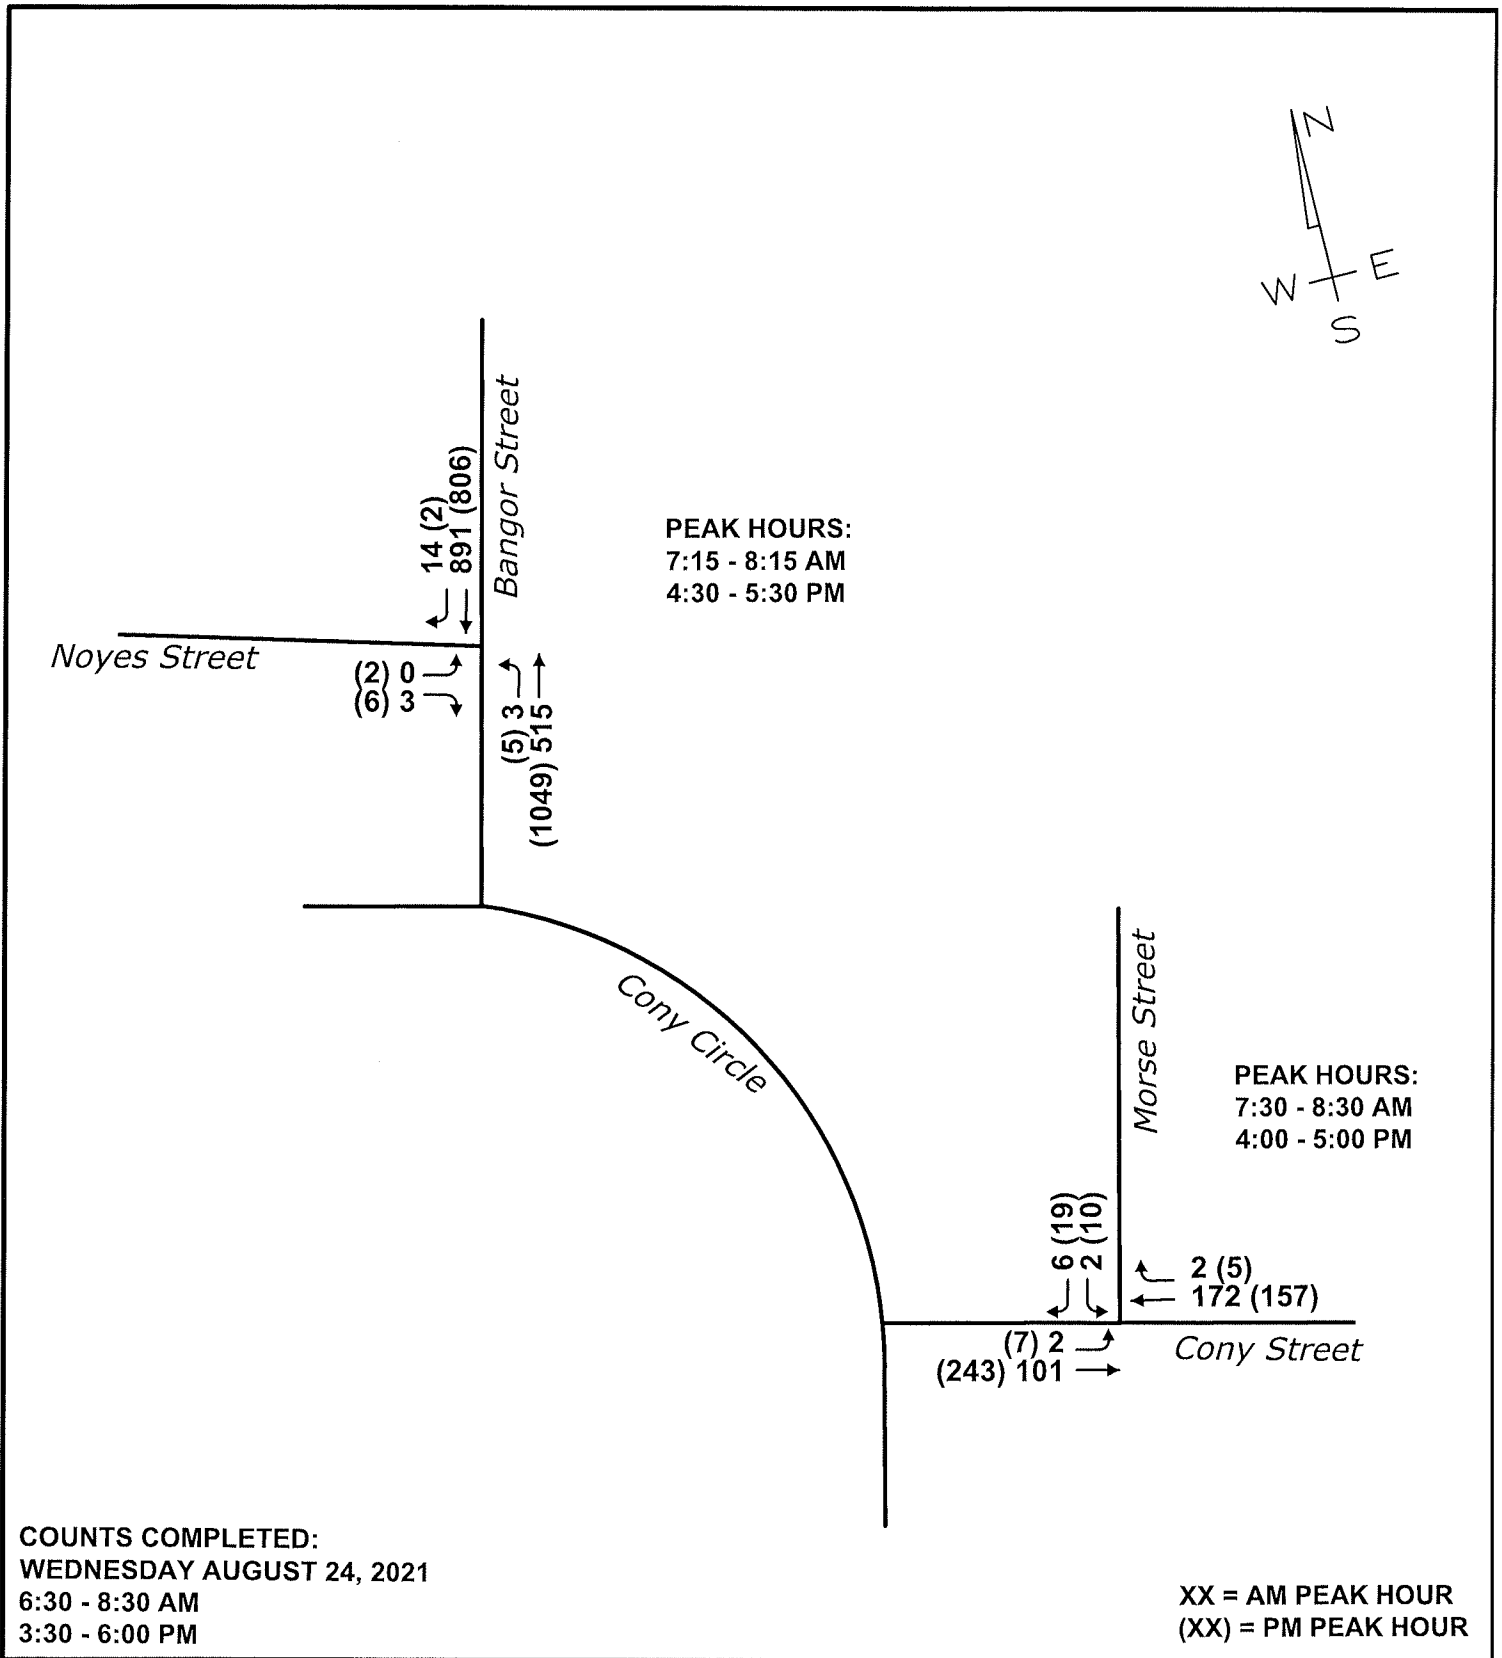 N
W
E
S
Bangor Street
14 (2)
891 (806)
PEAK HOURS:
7:15 - 8:15 AM
4:30 - 5:30 PM
Noyes Street
(2) 0
(6) 3
(5) 3
(1049) 515
Cony Circle
Morse Street
PEAK HOURS:
7:30 - 8:30 AM
4:00 - 5:00 PM
6 (19)
2 (10)
2 (5)
172 (157)
(7) 2
(243) 101
Cony Street
COUNTS COMPLETED:
WEDNESDAY AUGUST 24, 2021
6:30 - 8:30 AM
3:30 - 6:00 PM
XX = AM PEAK HOUR
(XX) = PM PEAK HOUR